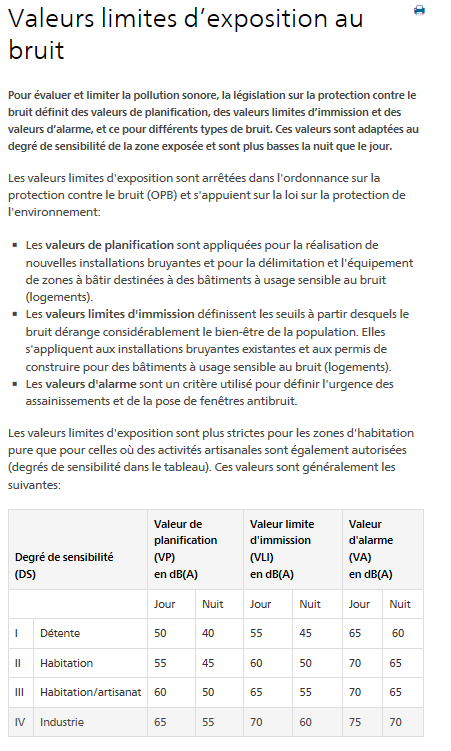 Valeurs limites d’exposition au
bruit
Pour évaluer et limiter la pollution sonore, la législation sur la protection contre le
bruit définit des valeurs de planification, des valeurs limites d’immission et des
valeurs d’alarme, et ce pour différents types de bruit. Ces valeurs sont adaptées au
degré de sensibilité de la zone exposée et sont plus basses la nuit que le jour.
Les valeurs limites d'exposition sont arrêtées dans l'ordonnance sur la
protection contre le bruit (OPB) et s'appuient sur la loi sur la protection de
l'environnement:
▪ Les valeurs de planification sont appliquées pour la réalisation de
nouvelles installations bruyantes et pour la délimitation et l'équipement
de zones à bâtir destinées à des bâtiments à usage sensible au bruit
(logements).
▪ Les valeurs limites d'immission définissent les seuils à partir desquels le
bruit dérange considérablement le bien-être de la population. Elles
s'appliquent aux installations bruyantes existantes et aux permis de
construire pour des bâtiments à usage sensible au bruit (logements).
▪ Les valeurs d'alarme sont un critère utilisé pour définir l'urgence des
assainissements et de la pose de fenêtres antibruit.
Les valeurs limites d'exposition sont plus strictes pour les zones d'habitation
pure que pour celles où des activités artisanales sont également autorisées
(degrés de sensibilité dans le tableau). Ces valeurs sont généralement les
suivantes:
Degré de sensibilité
(DS)
Valeur de
planification
(VP)
en dB(A)
Valeur limite
d'immission
(VLI)
en dB(A)
Valeur
d'alarme
(VA)
en dB(A)
Jour Nuit Jour Nuit Jour Nuit
I Détente 50 40 55 45 65 60
II Habitation 55 45 60 50 70 65
III Habitation/artisanat 60 50 65 55 70 65
IV Industrie 65 55 70 60 75 70